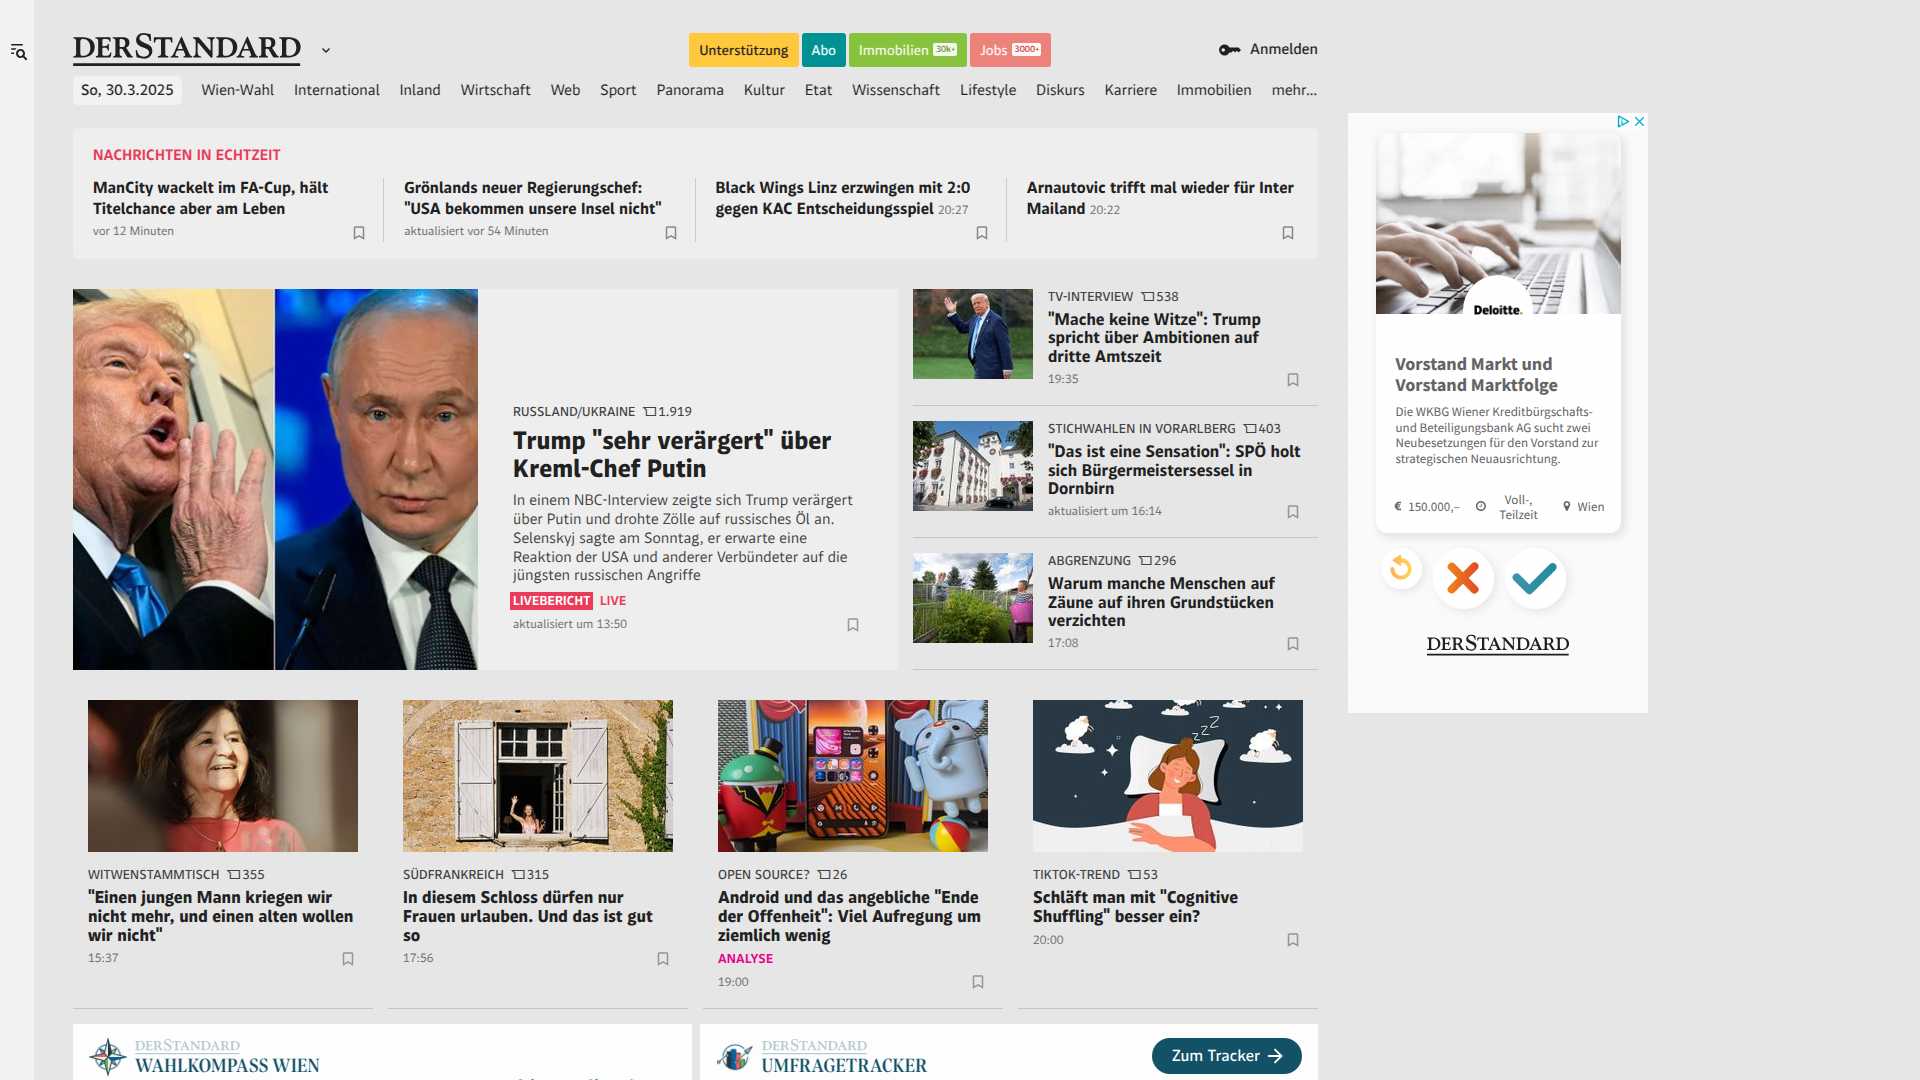 DERSTANDARD
Unterstützung
Abo
Immobilien 30k+
Jobs 3000+
Anmelden
So, 30.3.2025
Wien-Wahl
International
Inland
Wirtschaft
Web
Sport
Panorama
Kultur
Etat
Wissenschaft
Lifestyle
Diskurs
Karriere
Immobilien
mehr...
NACHRICHTEN IN ECHTZEIT
ManCity wackelt im FA-Cup, hält
Titelchance aber am Leben
vor 12 Minuten
Grönlands neuer Regierungschef:
"USA bekommen unsere Insel nicht"
aktualisiert vor 54 Minuten
Black Wings Linz erzwingen mit 2:0
gegen KAC Entscheidungsspiel 20:27
Arnautovic trifft mal wieder für Inter
Mailand 20:22
RUSSLAND/UKRAINE 1.919
Trump "sehr verärgert" über
Kreml-Chef Putin
In einem NBC-Interview zeigte sich Trump verärgert
über Putin und drohte Zölle auf russisches Öl an.
Selenskyj sagte am Sonntag, er erwarte eine
Reaktion der USA und anderer Verbündeter auf die
jüngsten russischen Angriffe
LIVEBERICHT LIVE
aktualisiert um 13:50
TV-INTERVIEW 538
"Mache keine Witze": Trump
spricht über Ambitionen auf
dritte Amtszeit
19:35
STICHWAHLEN IN VORARLBERG 403
"Das ist eine Sensation": SPÖ holt
sich Bürgermeistersessel in
Dornbirn
aktualisiert um 16:14
ABGRENZUNG 296
Warum manche Menschen auf
Zäune auf ihren Grundstücken
verzichten
17:08
Deloitte.
Vorstand Markt und
Vorstand Marktfolge
Die WKBG Wiener Kreditbürgschafts-
und Beteiligungsbank AG sucht zwei
Neubesetzungen für den Vorstand zur
strategischen Neuausrichtung.
€ 150.000,–
Voll-,
Teilzeit
Wien
DERSTANDARD
WITWENSTAMMTISCH 355
"Einen jungen Mann kriegen wir
nicht mehr, und einen alten wollen
wir nicht"
15:37
SÜDFRANKREICH 315
In diesem Schloss dürfen nur
Frauen urlauben. Und das ist gut
so
17:56
OPEN SOURCE? 26
Android und das angebliche "Ende
der Offenheit": Viel Aufregung um
ziemlich wenig
ANALYSE
19:00
z z Z
TIKTOK-TREND 53
Schläft man mit "Cognitive
Shuffling" besser ein?
20:00
DERSTANDARD
WAHLKOMPASS WIEN
DERSTANDARD
UMFRAGETRACKER
Zum Tracker